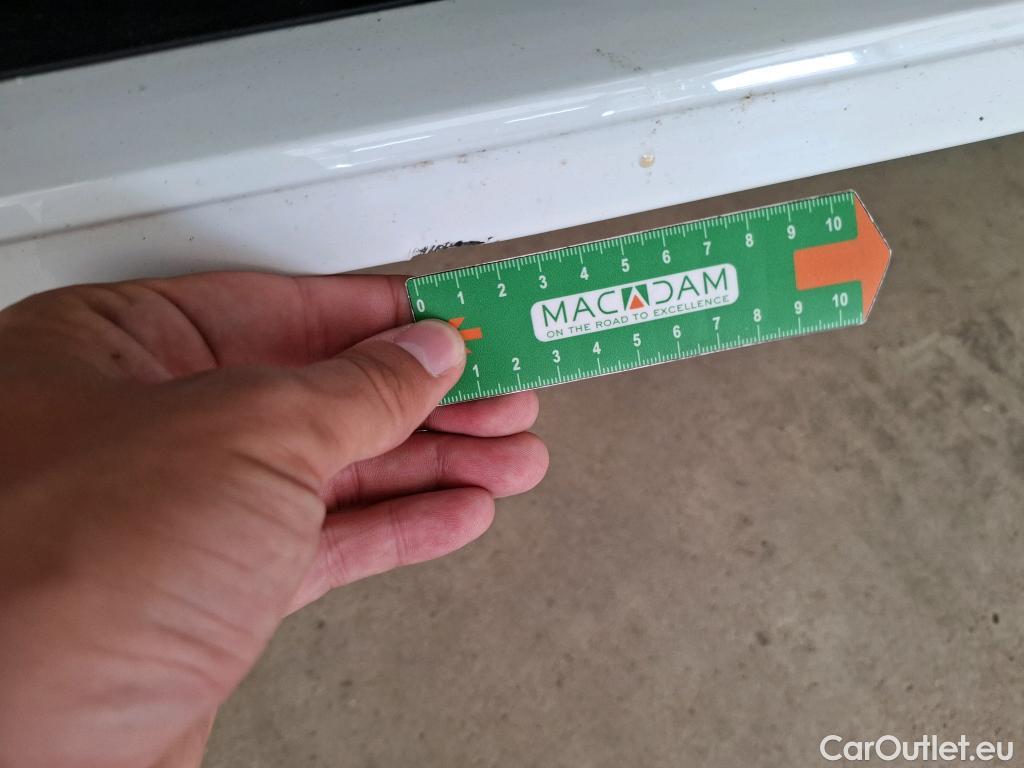 0 1 2 3 4 5 6 7 8 9 10
MACADAM
ON THE ROAD TO EXCELLENCE
1 2 3 4 5 6 7 8 9 10
CarOutlet.eu